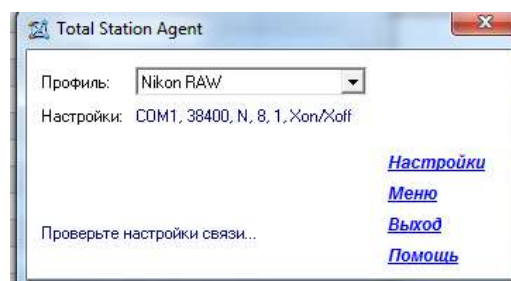 Total Station Agent
Профиль: Nikon RAW
Настройки: COM1, 38400, N, 8, 1, Xon/Xoff
Настройки
Меню
Выход
Проверьте настройки связи...
Помощь